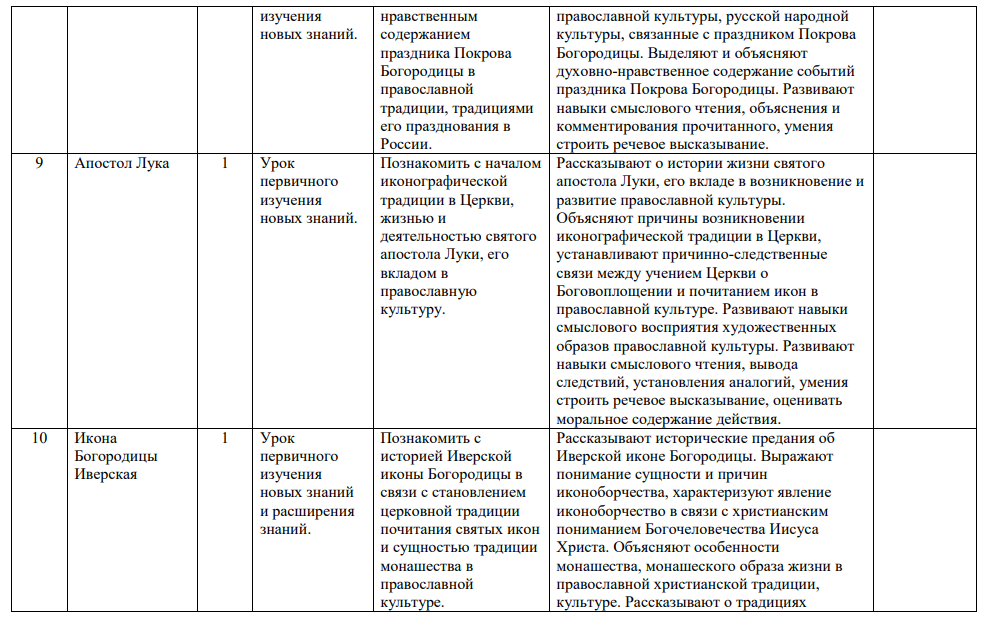 изучения
новых знаний.
нравственным
содержанием
праздника Покрова
Богородицы в
православной
традиции, традициями
его празднования в
России.
православной культуры, русской народной
культуры, связанные с праздником Покрова
Богородицы. Выделяют и объясняют
духовно-нравственное содержание событий
праздника Покрова Богородицы. Развивают
навыки смыслового чтения, объяснения и
комментирования прочитанного, умения
строить речевое высказывание.
9
Апостол Лука
1
Урок
первичного
изучения
новых знаний.
Познакомить с началом
иконографической
традиции в Церкви,
жизнью и
деятельностью святого
апостола Луки, его
вкладом в
православную
культуру.
Рассказывают о истории жизни святого
апостола Луки, его вкладе в возникновение и
развитие православной культуры.
Объясняют причины возникновении
иконографической традиции в Церкви,
устанавливают причинно-следственные
связи между учением Церкви о
Боговоплощении и почитанием икон в
православной культуре. Развивают навыки
смыслового восприятия художественных
образов православной культуры. Развивают
навыки смыслового чтения, вывода
следствий, установления аналогий, умения
строить речевое высказывание, оценивать
моральное содержание действия.
10
Икона
Богородицы
Иверская
1
Урок
первичного
изучения
новых знаний
и расширения
знаний.
Познакомить с
историей Иверской
иконы Богородицы в
связи с становлением
церковной традиции
почитания святых икон
и сущностью традиции
монашества в
православной
культуре.
Рассказывают исторические предания об
Иверской иконе Богородицы. Выражают
понимание сущности и причин
иконоборчества, характеризуют явление
иконоборчество в связи с христианским
пониманием Богочеловечества Иисуса
Христа. Объясняют особенности
монашества, монашеского образа жизни в
православной христианской традиции,
культуре. Рассказывают о традициях